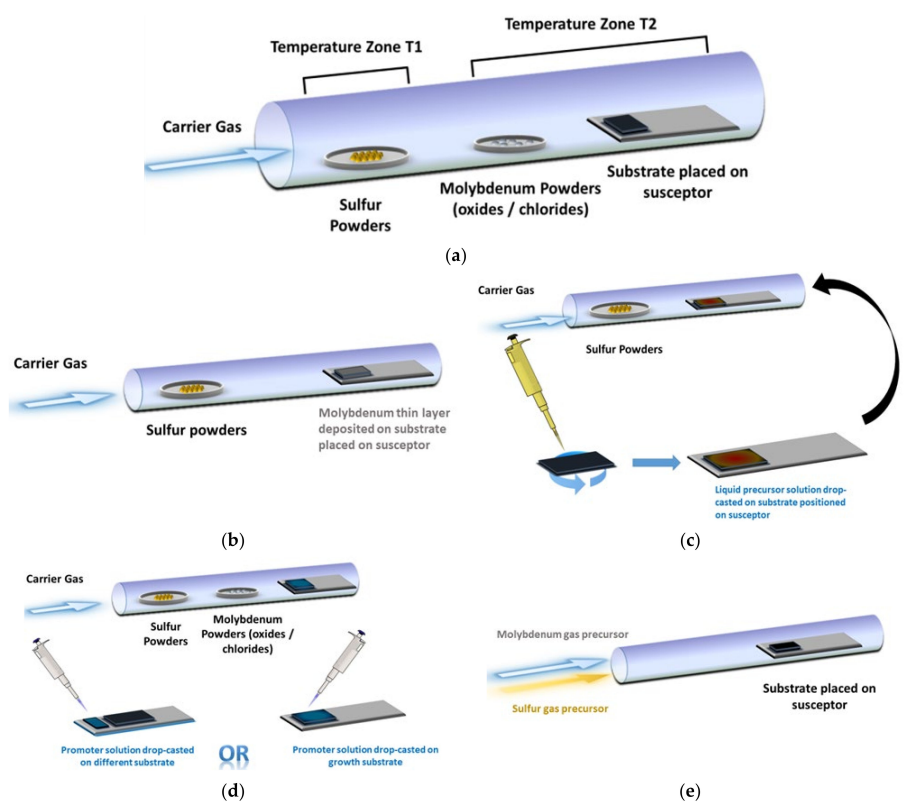 Temperature Zone T1
Temperature Zone T2
Carrier Gas
Sulfur
Powders
Molybdenum Powders
(oxides / chlorides)
Substrate placed on
susceptor
(a)
Carrier Gas
Sulfur powders
Molybdenum thin layer
deposited on substrate
placed on susceptor
(b)
Carrier Gas
Sulfur Powders
Liquid precursor solution drop-
casted on substrate positioned
on susceptor
(c)
Carrier Gas
Sulfur
Powders
Molybdenum
Powders (oxides /
chlorides)
Promoter solution drop-casted
on different substrate
OR
Promoter solution drop-casted on
growth substrate
(d)
Molybdenum gas precursor
Sulfur gas precursor
Substrate placed on
susceptor
(e)